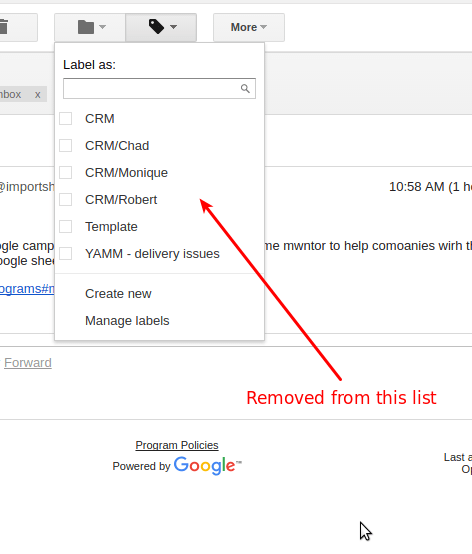 More
Label as:
nbox x
CRM
CRM/Chad
CRM/Monique
@importsh
10:58 AM (1 h
CRM/Robert
Template
ogle camp
me mwntor to help comoanies wirh th
YAMM - delivery issues
oogle shee
ograms#m
Create new
Manage labels
Forward
Removed from this list
Program Policies
Powered by Google™
Last a
Op